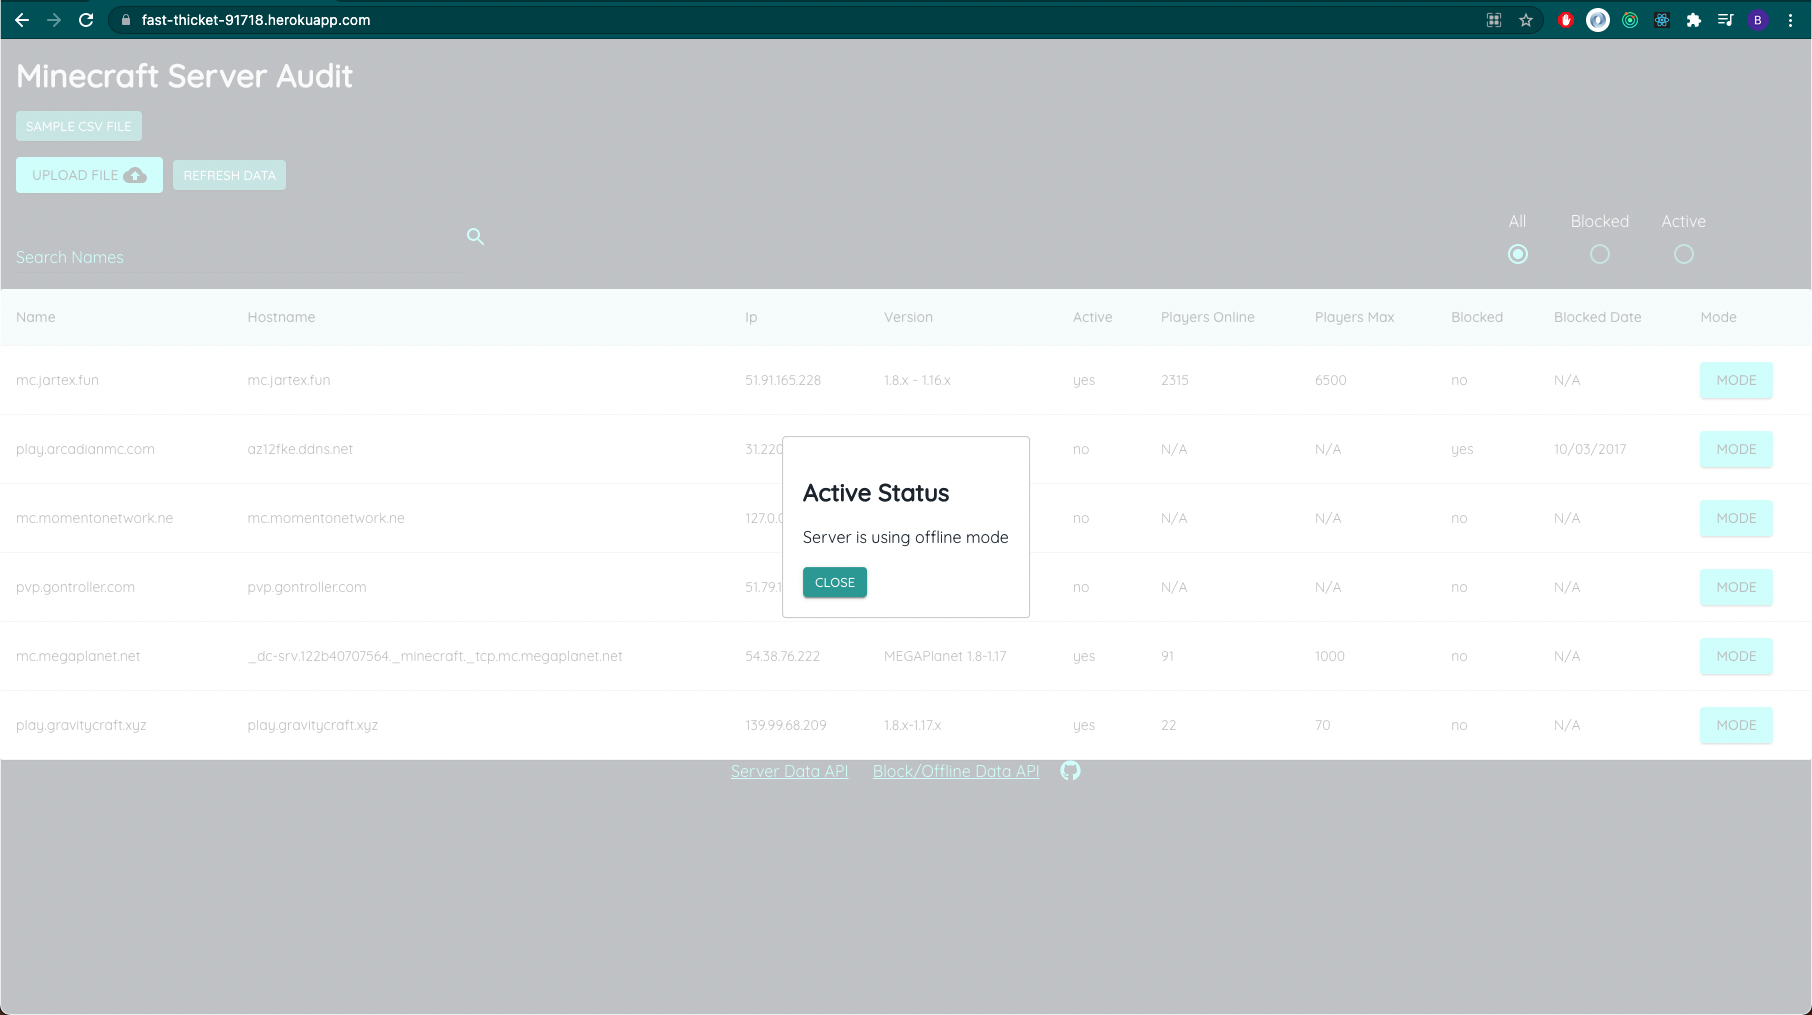 fast-thicket-91718.herokuapp.com
B
Minecraft Server Audit
SAMPLE CSV FILE
UPLOAD FILE REFRESH DATA
All Blocked Active
Search Names
Name Hostname Ip Version Active Players Online Players Max Blocked Blocked Date Mode
mc.jartex.fun mc.jartex.fun 51.91.165.228 1.8.x - 1.16.x yes 2315 6500 no N/A MODE
play.arcadianmc.com az12fke.ddns.net 31.220 no N/A N/A yes 10/03/2017 MODE
Active Status
mc.momentonetwork.ne mc.momentonetwork.ne 127.0.0 no N/A N/A no N/A MODE
Server is using offline mode
CLOSE
pvp.gontroller.com pvp.gontroller.com 51.79.1 no N/A N/A no N/A MODE
mc.megaplanet.net _dc-srv.122b40707564._minecraft._tcp.mc.megaplanet.net 54.38.76.222 MEGAPlanet 1.8-1.17 yes 91 1000 no N/A MODE
play.gravitycraft.xyz play.gravitycraft.xyz 139.99.68.209 1.8.x-1.17.x yes 22 70 no N/A MODE
Server Data API Block/Offline Data API